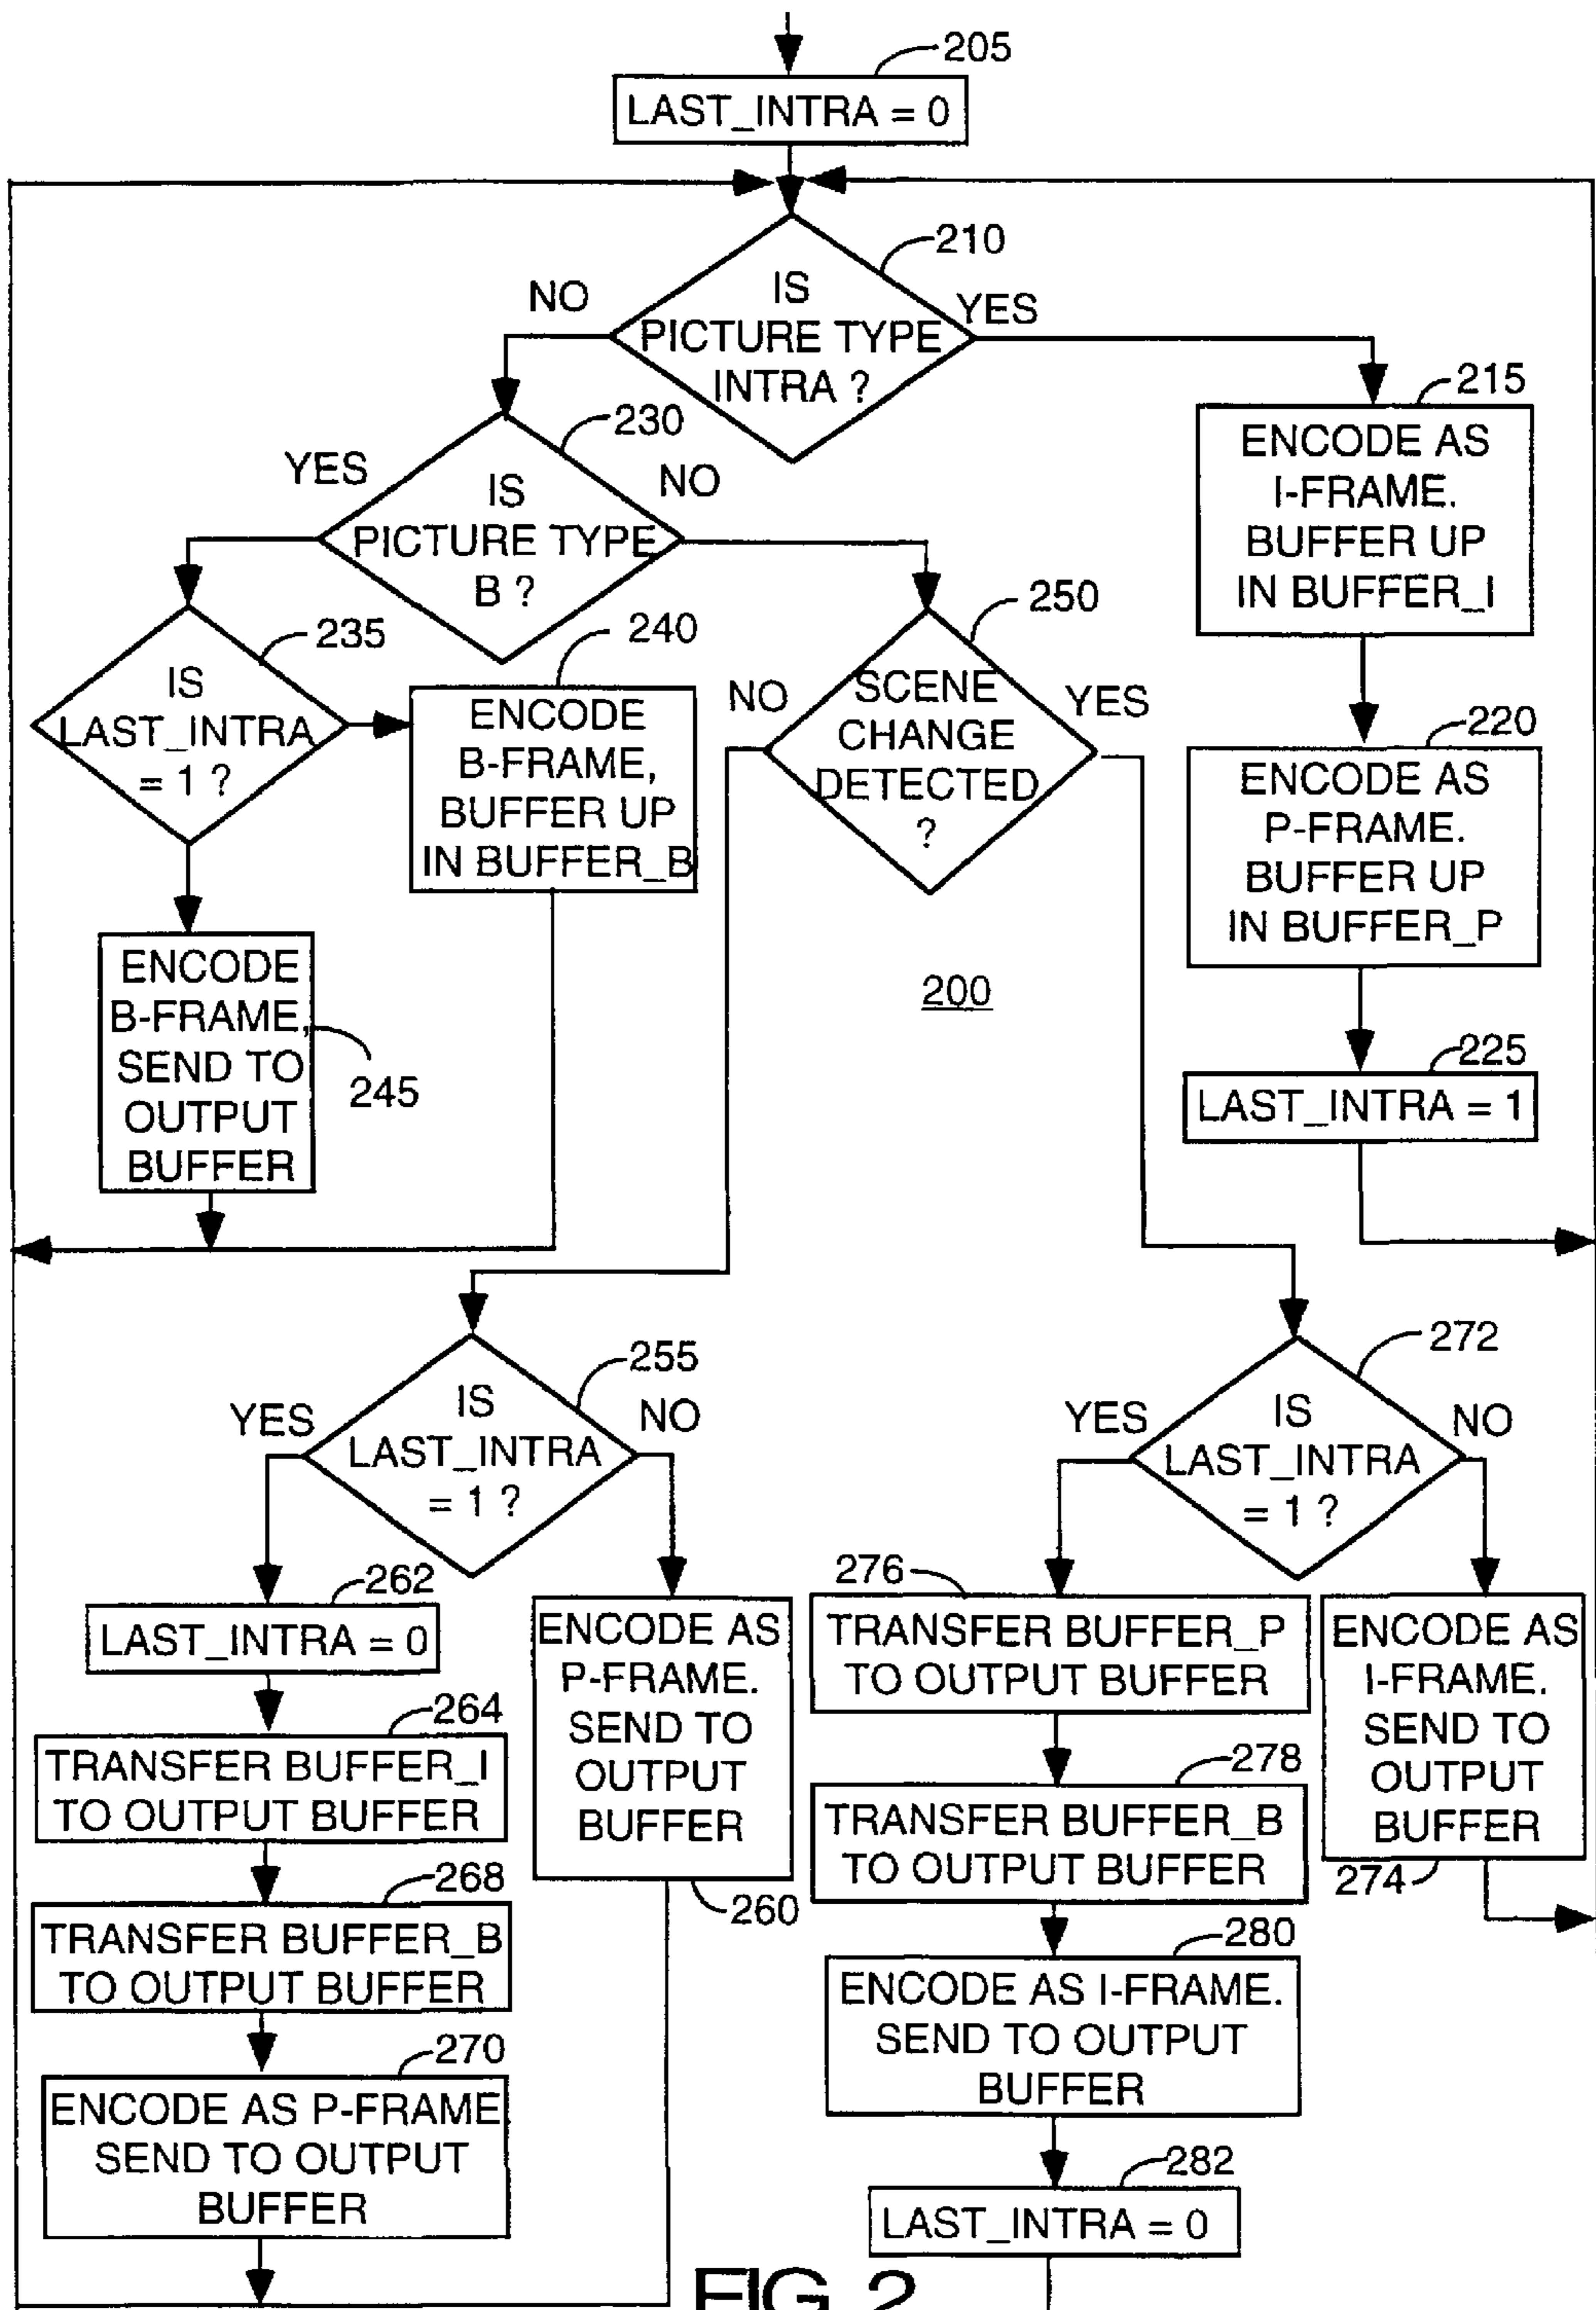 205
LAST_INTRA = 0
210
NO
IS
PICTURE TYPE
INTRA ?
YES
215
ENCODE AS
I-FRAME.
BUFFER UP
IN BUFFER_I
230
YES
IS
PICTURE TYPE
B ?
NO
235
IS
LAST_INTRA
= 1 ?
240
ENCODE
B-FRAME,
BUFFER UP
IN BUFFER_B
250
NO
SCENE
CHANGE
DETECTED
?
YES
220
ENCODE AS
P-FRAME.
BUFFER UP
IN BUFFER_P
ENCODE
B-FRAME,
SEND TO
OUTPUT
BUFFER
245
200
225
LAST_INTRA = 1
255
YES
IS
LAST_INTRA
= 1 ?
NO
272
YES
IS
LAST_INTRA
= 1 ?
NO
262
LAST_INTRA = 0
264
TRANSFER BUFFER_I
TO OUTPUT BUFFER
268
TRANSFER BUFFER_B
TO OUTPUT BUFFER
270
ENCODE AS P-FRAME
SEND TO OUTPUT
BUFFER
ENCODE AS
P-FRAME.
SEND TO
OUTPUT
BUFFER
260
276
TRANSFER BUFFER_P
TO OUTPUT BUFFER
278
TRANSFER BUFFER_B
TO OUTPUT BUFFER
280
ENCODE AS I-FRAME.
SEND TO OUTPUT
BUFFER
282
LAST_INTRA = 0
ENCODE AS
I-FRAME.
SEND TO
OUTPUT
BUFFER
274
FIG. 2